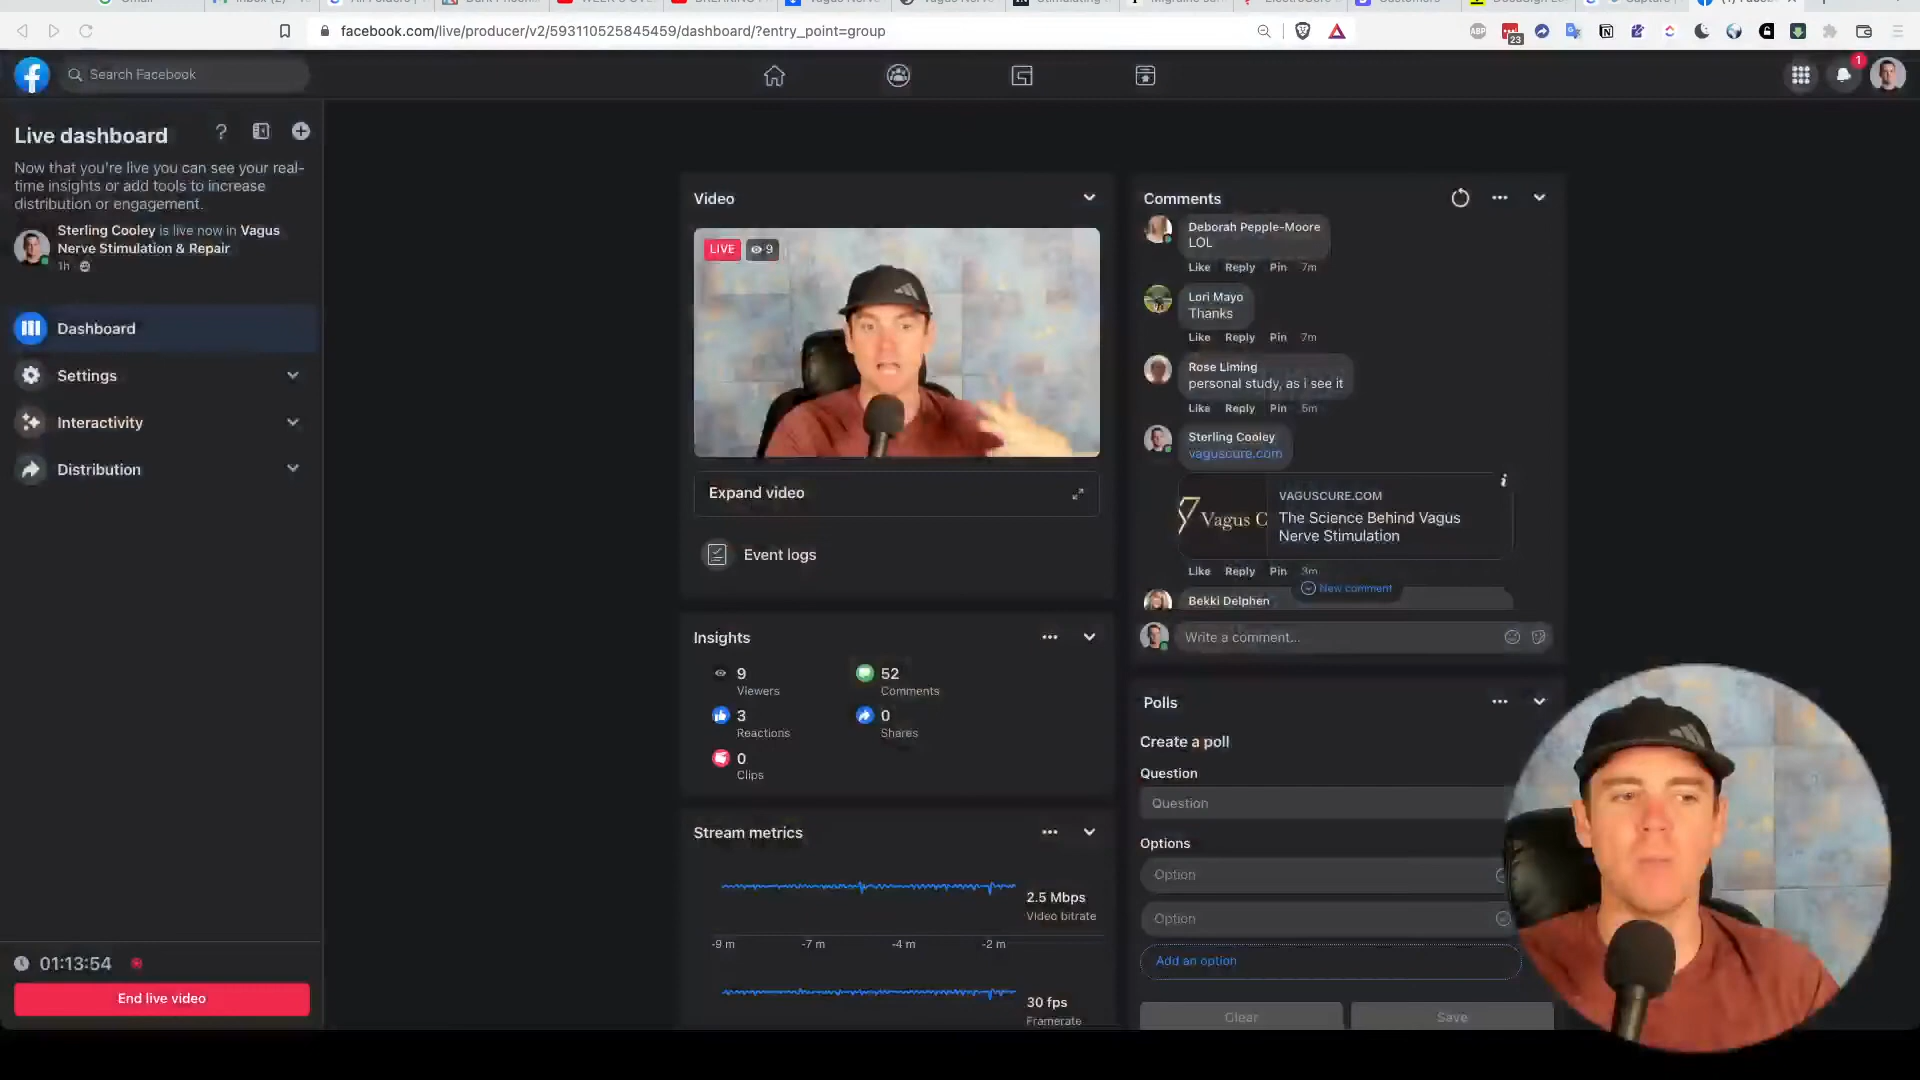 facebook.com/live/producer/v2/593110525845459/dashboard/?entry_point=group
ABP
23
Search Facebook
1
Live dashboard
Now that you're live you can see your real-
time insights or add tools to increase
distribution or engagement.
Sterling Cooley is live now in Vagus
Nerve Stimulation & Repair
1h
Dashboard
Settings
Interactivity
Distribution
01:13:54
End live video
Video
LIVE
9
Expand video
Event logs
Insights
9
Viewers
52
Comments
3
Reactions
0
Shares
0
Clips
Stream metrics
2.5 Mbps
Video bitrate
-9 m
-7 m
-4 m
-2 m
30 fps
Framerate
Comments
Deborah Pepple-Moore
LOL
Like Reply Pin 7m
Lori Mayo
Thanks
Like Reply Pin 7m
Rose Liming
personal study, as i see it
Like Reply Pin 5m
Sterling Cooley
vaguscure.com
Vagus C
VAGUSCURE.COM
The Science Behind Vagus
Nerve Stimulation
Like Reply Pin 3m
New comment
Bekki Delphen
Write a comment...
Polls
Create a poll
Question
Question
Options
Option
Option
Add an option
Clear
Save